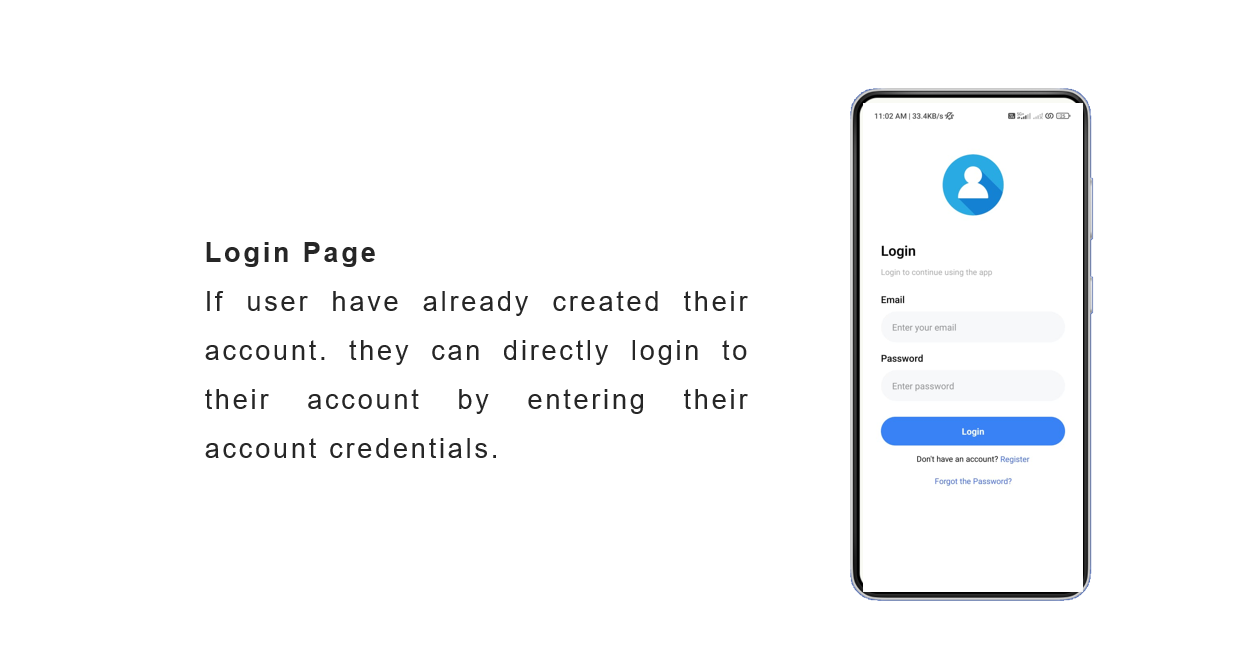 Login Page
If user have already created their
account. they can directly login to
their account by entering their
account credentials.
11:02 AM | 33.4KB/s
Login
Login to continue using the app
Email
Enter your email
Password
Enter password
Login
Don't have an account? Register
Forgot the Password?